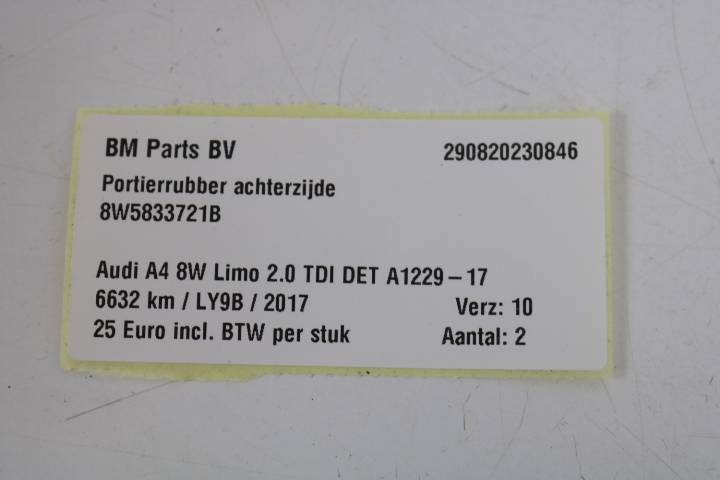 BM Parts BV 290820230846
Portierrubber achterzijde
8W5833721B
Audi A4 8W Limo 2.0 TDI DET A1229 – 17
6632 km / LY9B / 2017 Verz: 10
25 Euro incl. BTW per stuk Aantal: 2